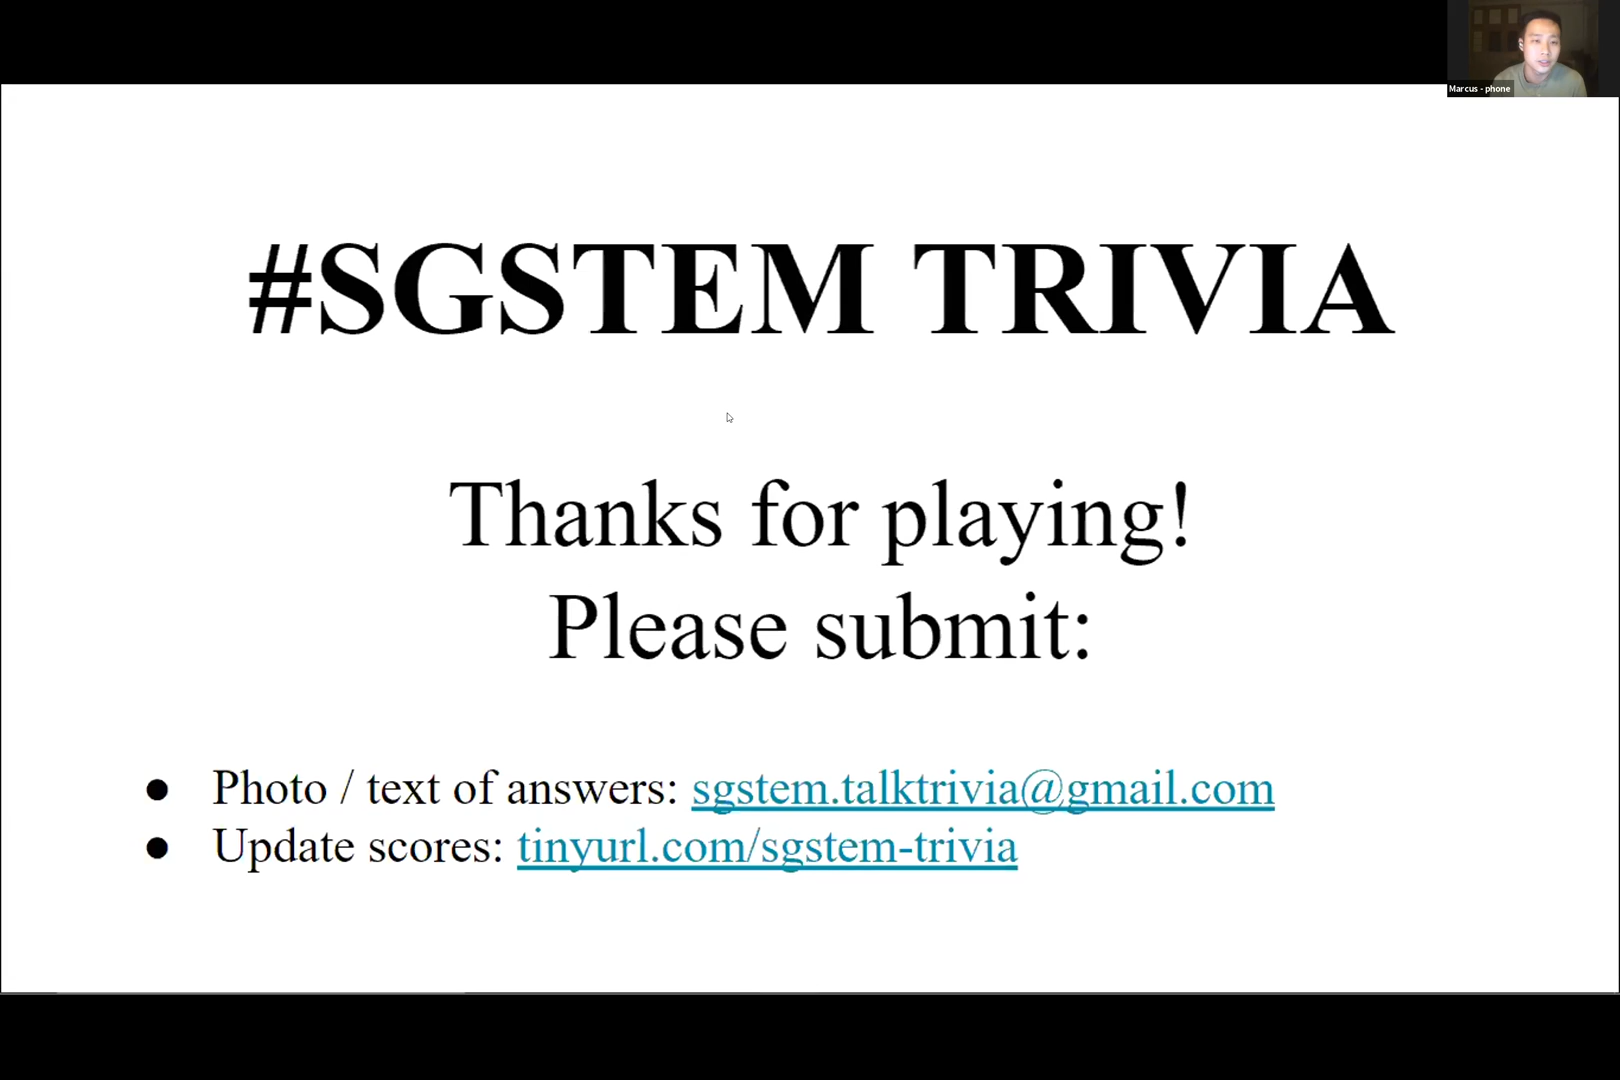 Marcus - phone
#SGSTEM TRIVIA
Thanks for playing!
Please submit:
● Photo / text of answers: sgstem.talktrivia@gmail.com
● Update scores: tinyurl.com/sgstem-trivia